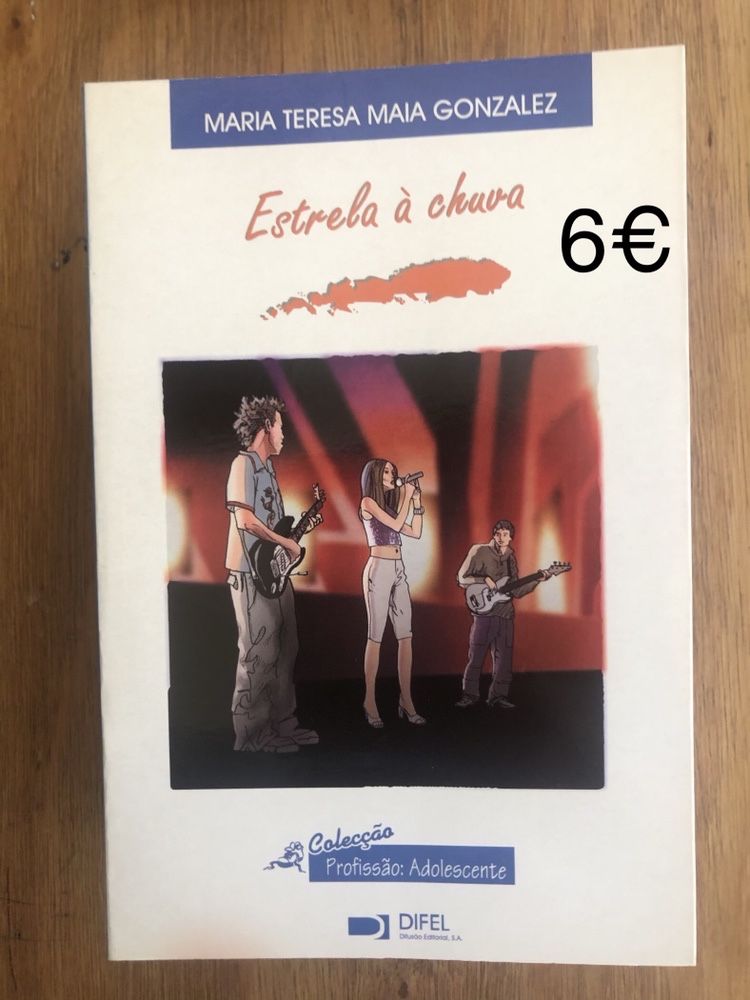 MARIA TERESA MAIA GONZALEZ
Estrela à chuva
6€
Colecção
Profissão: Adolescente
DIFEL
Difusão Editorial, S.A.